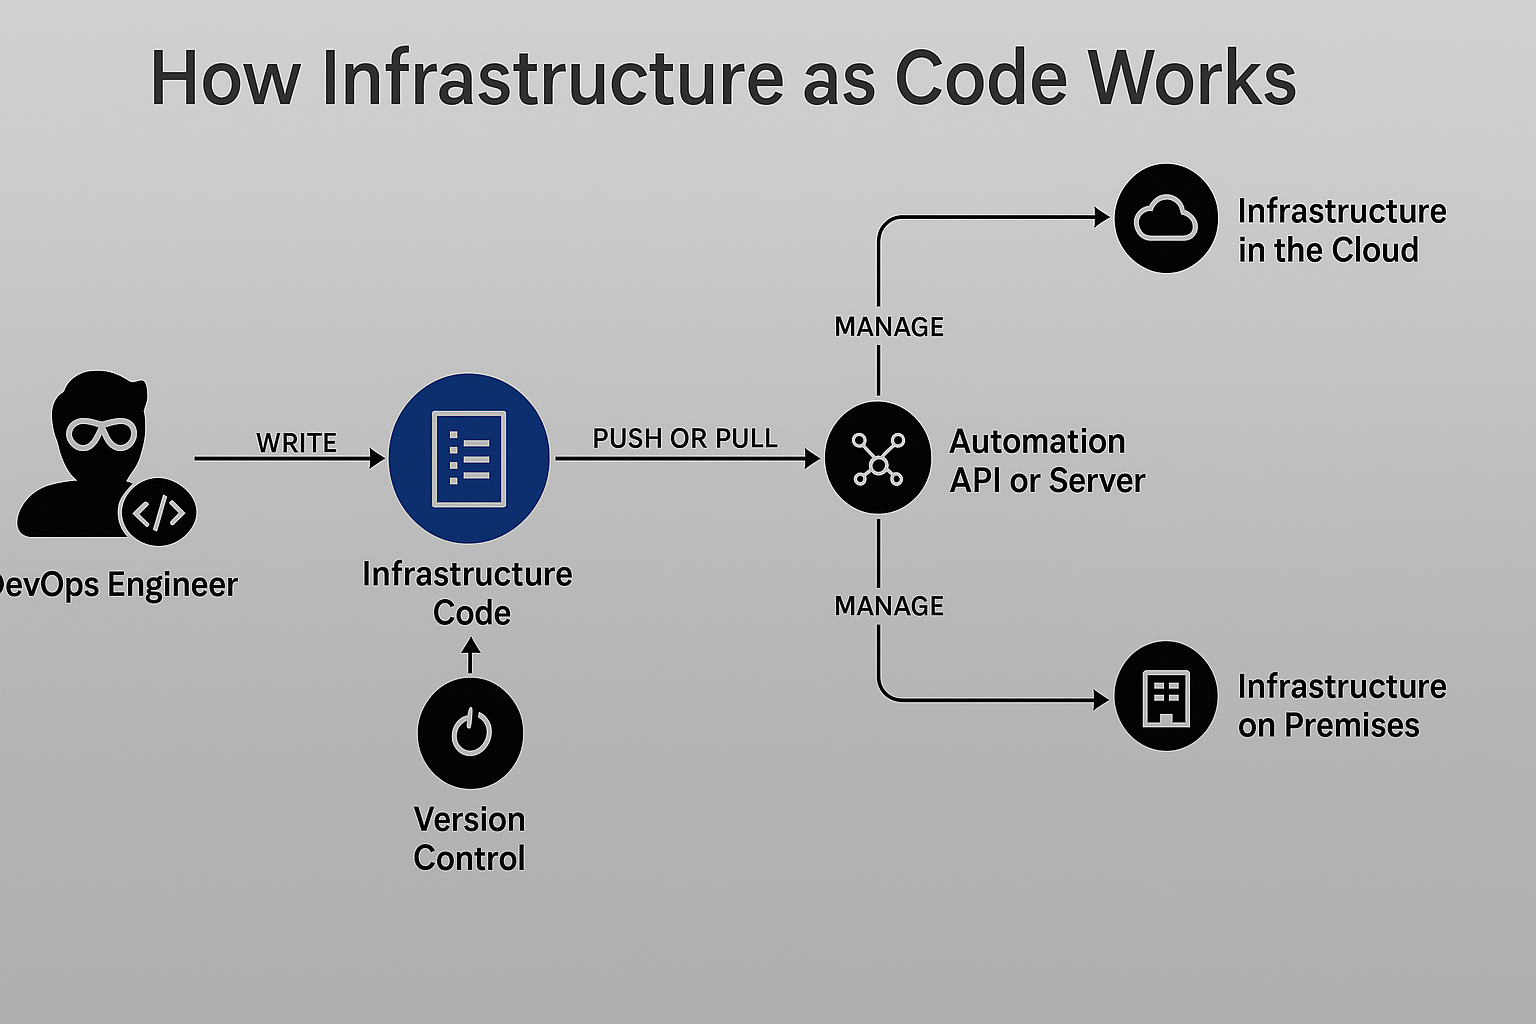 How Infrastructure as Code Works
Infrastructure
in the Cloud
MANAGE
WRITE
PUSH OR PULL
Automation
API or Server
</>
DevOps Engineer
Infrastructure
Code
MANAGE
Infrastructure
on Premises
Version
Control